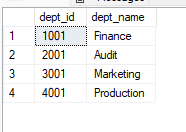 dept_id dept_name
1 1001 Finance
2 2001 Audit
3 3001 Marketing
4 4001 Production